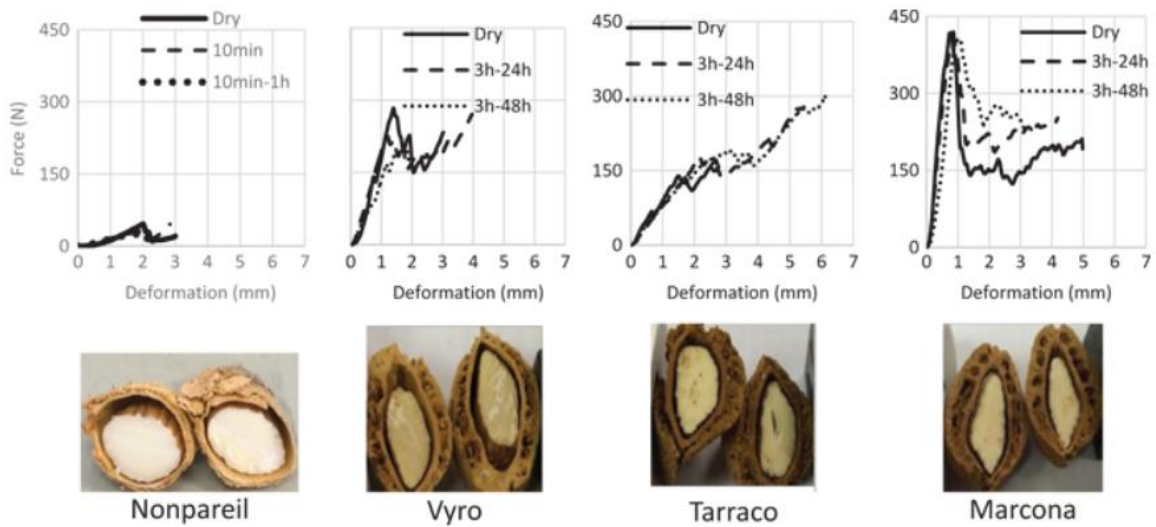 450
300
150
0
Force (N)
Dry
10min
10min-1h
0 1 2 3 4 5 6 7
Deformation (mm)
Dry
3h-24h
3h-48h
0 1 2 3 4 5 6 7
Deformation (mm)
450
300
150
0
Dry
3h-24h
3h-48h
0 1 2 3 4 5 6 7
Deformation (mm)
450
300
150
0
Dry
3h-24h
3h-48h
0 1 2 3 4 5 6 7
Deformation (mm)
Nonpareil
Vyro
Tarraco
Marcona